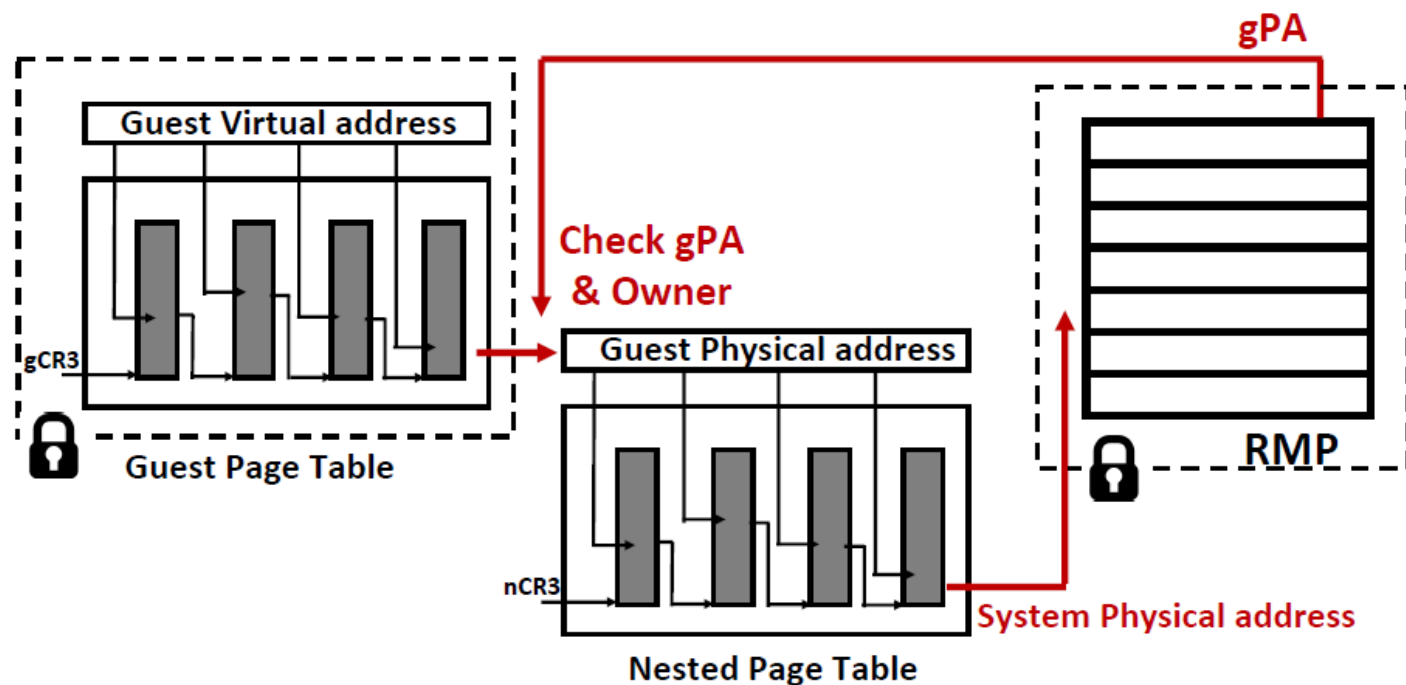 gPA
Guest Virtual address
Check gPA
& Owner
Guest Physical address
gCR3
Guest Page Table
RMP
nCR3
System Physical address
Nested Page Table